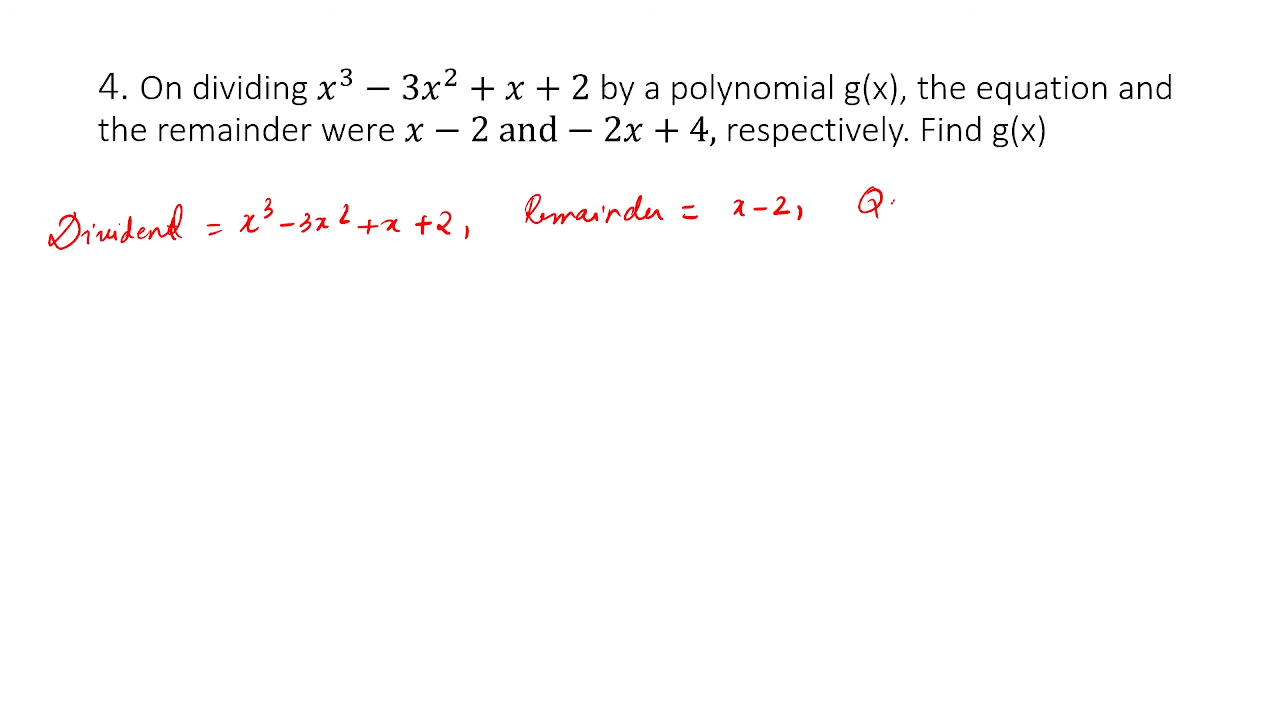 4. On dividing x³ − 3x² + x + 2 by a polynomial g(x), the equation and
the remainder were x − 2 and − 2x + 4, respectively. Find g(x)
Dividend = x³ − 3x² + x + 2, Remainder = x − 2, Q.